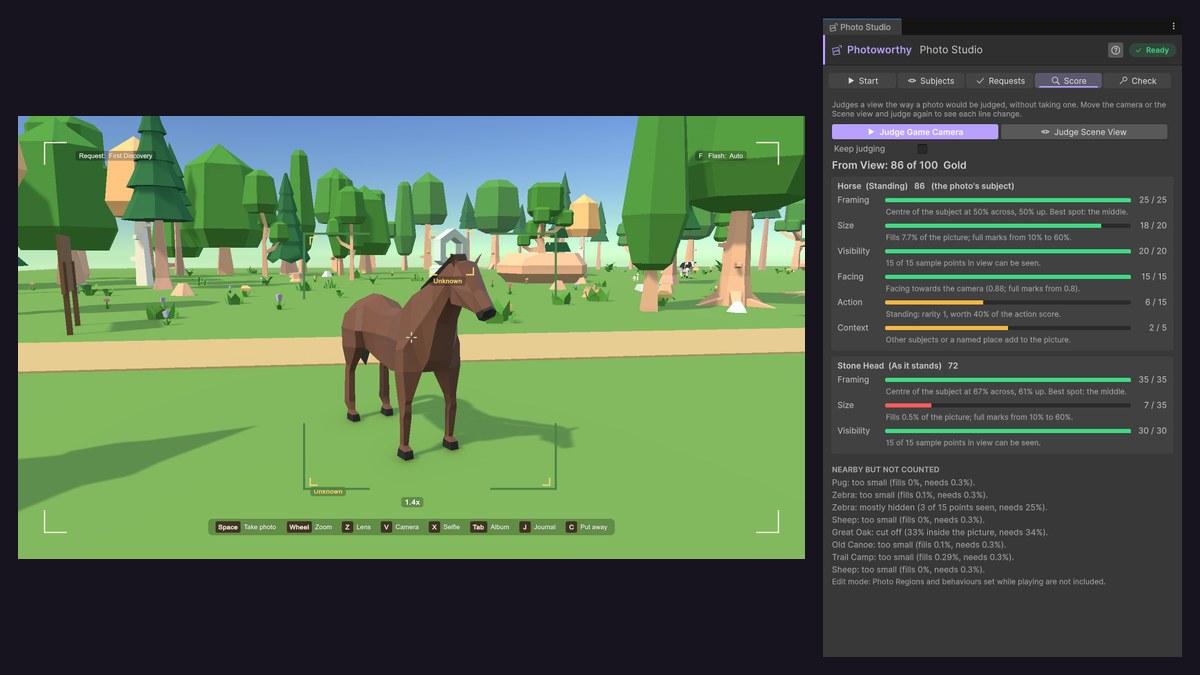 Request: First Discovery
F Flash: Auto
Unknown
Unknown
1.4x
Space Take photo Wheel Zoom Z Lens V Camera X Selfie Tab Album J Journal C Put away
Photo Studio
Photoworthy Photo Studio
Ready
Start Subjects Requests Score Check
Judges a view the way a photo would be judged, without taking one. Move the camera or the
Scene view and judge again to see each line change.
Judge Game Camera Judge Scene View
Keep judging
From View: 86 of 100 Gold
Horse (Standing) 86 (the photo's subject)
Framing 25 / 25
Centre of the subject at 50% across, 50% up. Best spot: the middle.
Size 18 / 20
Fills 7.7% of the picture; full marks from 10% to 60%.
Visibility 20 / 20
15 of 15 sample points in view can be seen.
Facing 15 / 15
Facing towards the camera (0.88; full marks from 0.8).
Action 6 / 15
Standing: rarity 1, worth 40% of the action score.
Context 2 / 5
Other subjects or a named place add to the picture.
Stone Head (As it stands) 72
Framing 35 / 35
Centre of the subject at 67% across, 61% up. Best spot: the middle.
Size 7 / 35
Fills 0.5% of the picture; full marks from 10% to 60%.
Visibility 30 / 30
15 of 15 sample points in view can be seen.
NEARBY BUT NOT COUNTED
Pug: too small (fills 0%, needs 0.3%).
Zebra: too small (fills 0.1%, needs 0.3%).
Zebra: mostly hidden (3 of 15 points seen, needs 25%).
Sheep: too small (fills 0%, needs 0.3%).
Great Oak: cut off (33% inside the picture, needs 34%).
Old Canoe: too small (fills 0.1%, needs 0.3%).
Trail Camp: too small (fills 0.29%, needs 0.3%).
Sheep: too small (fills 0%, needs 0.3%).
Edit mode: Photo Regions and behaviours set while playing are not included.